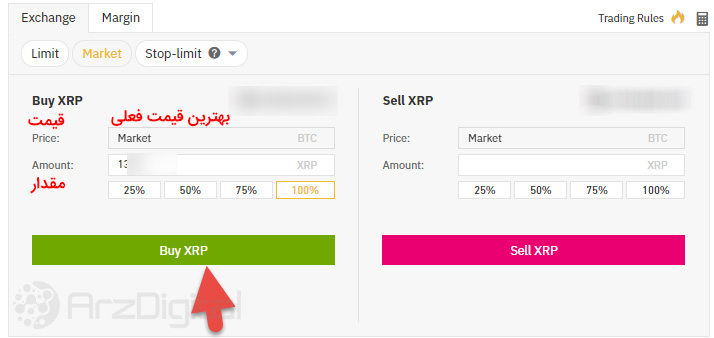 Exchange Margin Trading Rules
Limit Market Stop-limit ?
Buy XRP
قیمت بهترین قیمت فعلی
Price: Market BTC
Amount: XRP
مقدار
25% 50% 75% 100%
Buy XRP
Sell XRP
Price: Market BTC
Amount: XRP
25% 50% 75% 100%
Sell XRP
ArzDigital